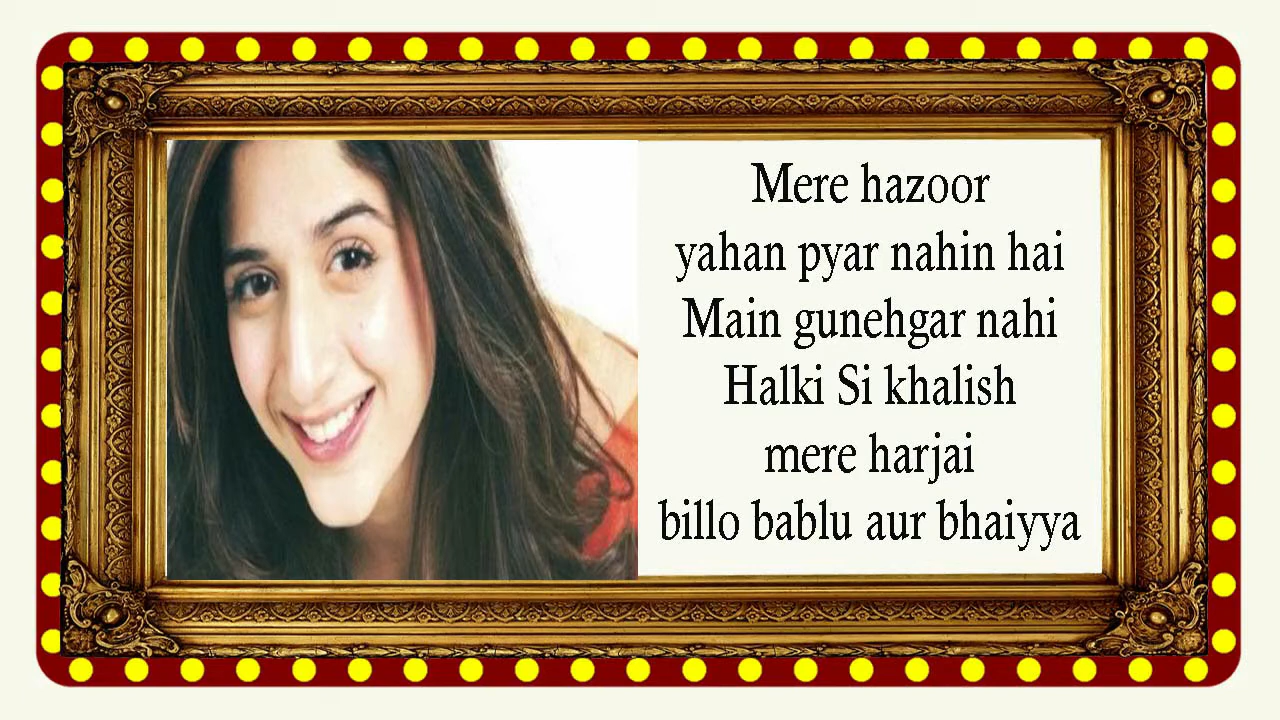 Mere hazoor
yahan pyar nahin hai
Main gunehgar nahi
Halki Si khalish
mere harjai
billo bablu aur bhaiyya